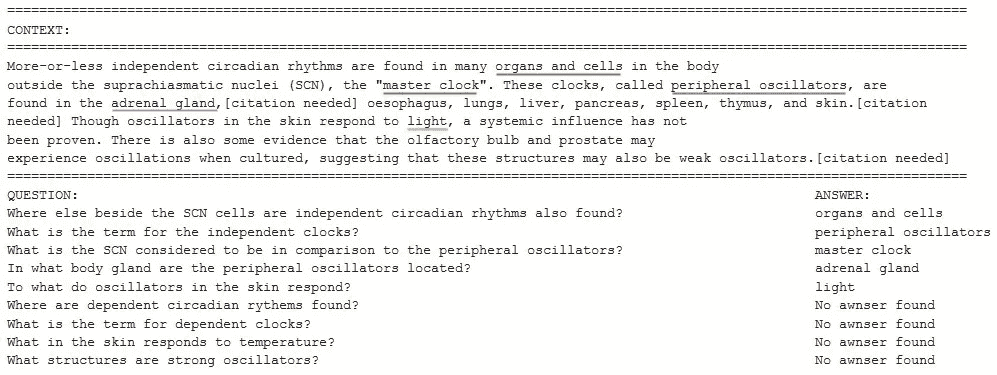 ========================================================================================================================
CONTEXT:
========================================================================================================================
More-or-less independent circadian rhythms are found in many organs and cells in the body
outside the suprachiasmatic nuclei (SCN), the "master clock". These clocks, called peripheral oscillators, are
found in the adrenal gland,[citation needed] oesophagus, lungs, liver, pancreas, spleen, thymus, and skin.[citation
needed] Though oscillators in the skin respond to light, a systemic influence has not
been proven. There is also some evidence that the olfactory bulb and prostate may
experience oscillations when cultured, suggesting that these structures may also be weak oscillators.[citation needed]
========================================================================================================================
QUESTION: ANSWER:
Where else beside the SCN cells are independent circadian rhythms also found? organs and cells
What is the term for the independent clocks? peripheral oscillators
What is the SCN considered to be in comparison to the peripheral oscillators? master clock
In what body gland are the peripheral oscillators located? adrenal gland
To what do oscillators in the skin respond? light
Where are dependent circadian rythems found? No awnser found
What is the term for dependent clocks? No awnser found
What in the skin responds to temperature? No awnser found
What structures are strong oscillators? No awnser found